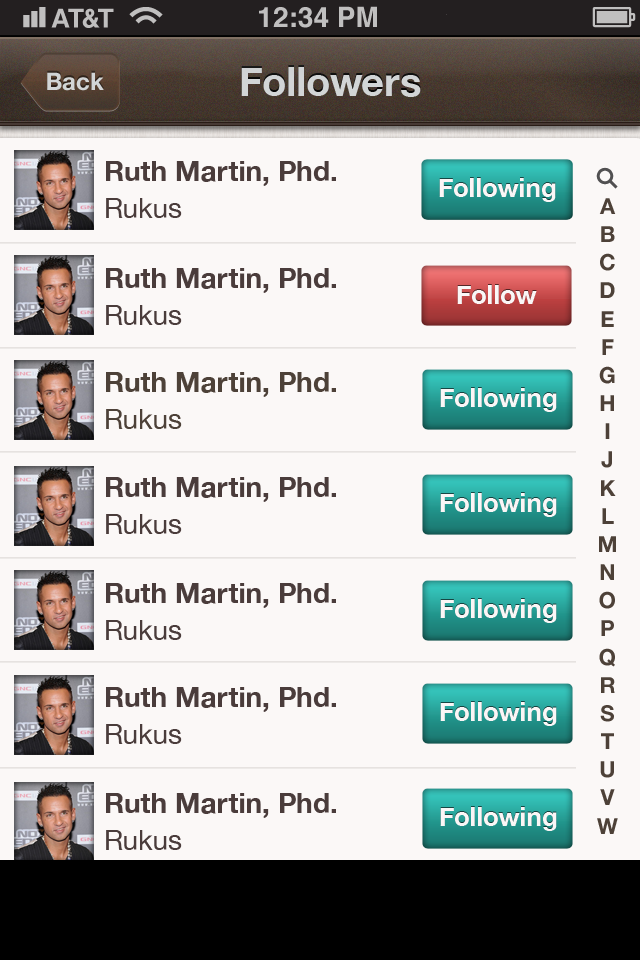 AT&T 12:34 PM
Back Followers
Ruth Martin, Phd.
Rukus
Following
Ruth Martin, Phd.
Rukus
Follow
Ruth Martin, Phd.
Rukus
Following
Ruth Martin, Phd.
Rukus
Following
Ruth Martin, Phd.
Rukus
Following
Ruth Martin, Phd.
Rukus
Following
Ruth Martin, Phd.
Rukus
Following
A
B
C
D
E
F
G
H
I
J
K
L
M
N
O
P
Q
R
S
T
U
V
W